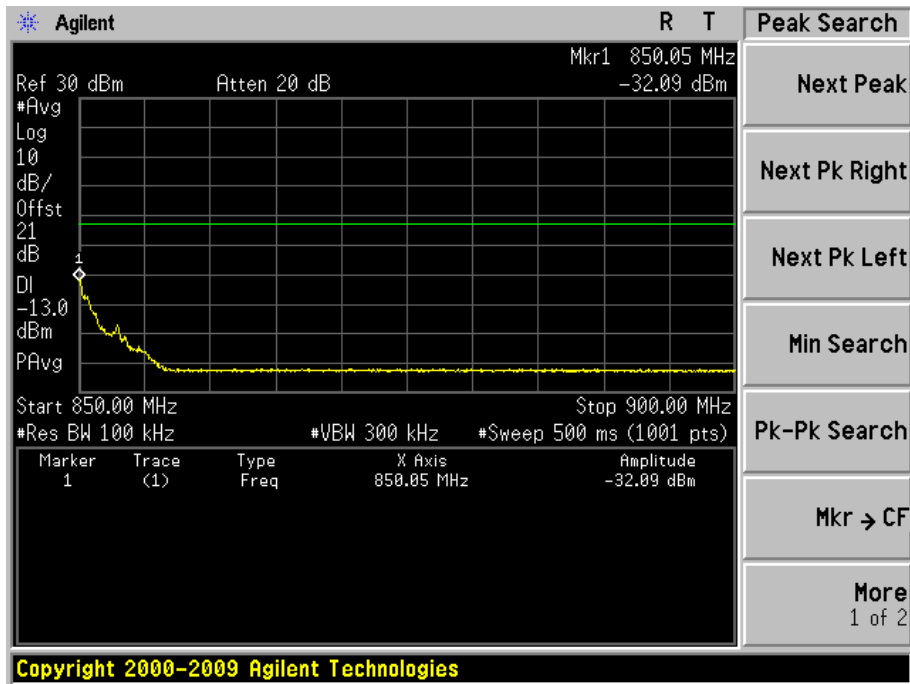 Agilent R T
Mkr1 850.05 MHz
Ref 30 dBm Atten 20 dB -32.09 dBm
#Avg
Log
10
dB/
Offst
21
dB
DI
-13.0
dBm
PAvg
1
Start 850.00 MHz Stop 900.00 MHz
#Res BW 100 kHz #VBW 300 kHz #Sweep 500 ms (1001 pts)
Marker Trace Type X Axis Amplitude
1 (1) Freq 850.05 MHz -32.09 dBm
Peak Search
Next Peak
Next Pk Right
Next Pk Left
Min Search
Pk-Pk Search
Mkr → CF
More
1 of 2
Copyright 2000-2009 Agilent Technologies